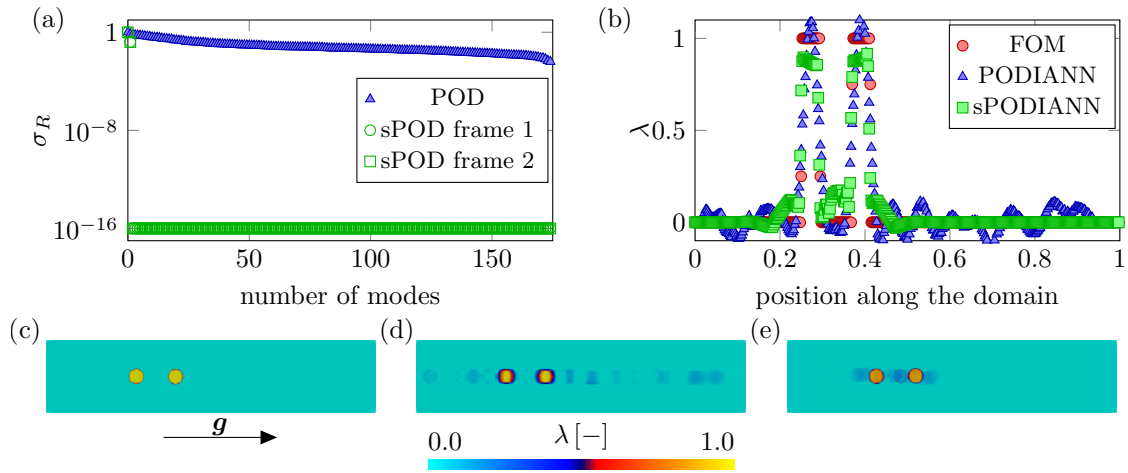 (a)
1
10^{-8}
10^{-16}
σ_R
POD
sPOD frame 1
sPOD frame 2
0 50 100 150
number of modes
(b)
1
0.5
0
λ
FOM
PODIANN
sPODIANN
0 0.2 0.4 0.6 0.8 1
position along the domain
(c)
(d)
(e)
g
0.0 λ [−] 1.0